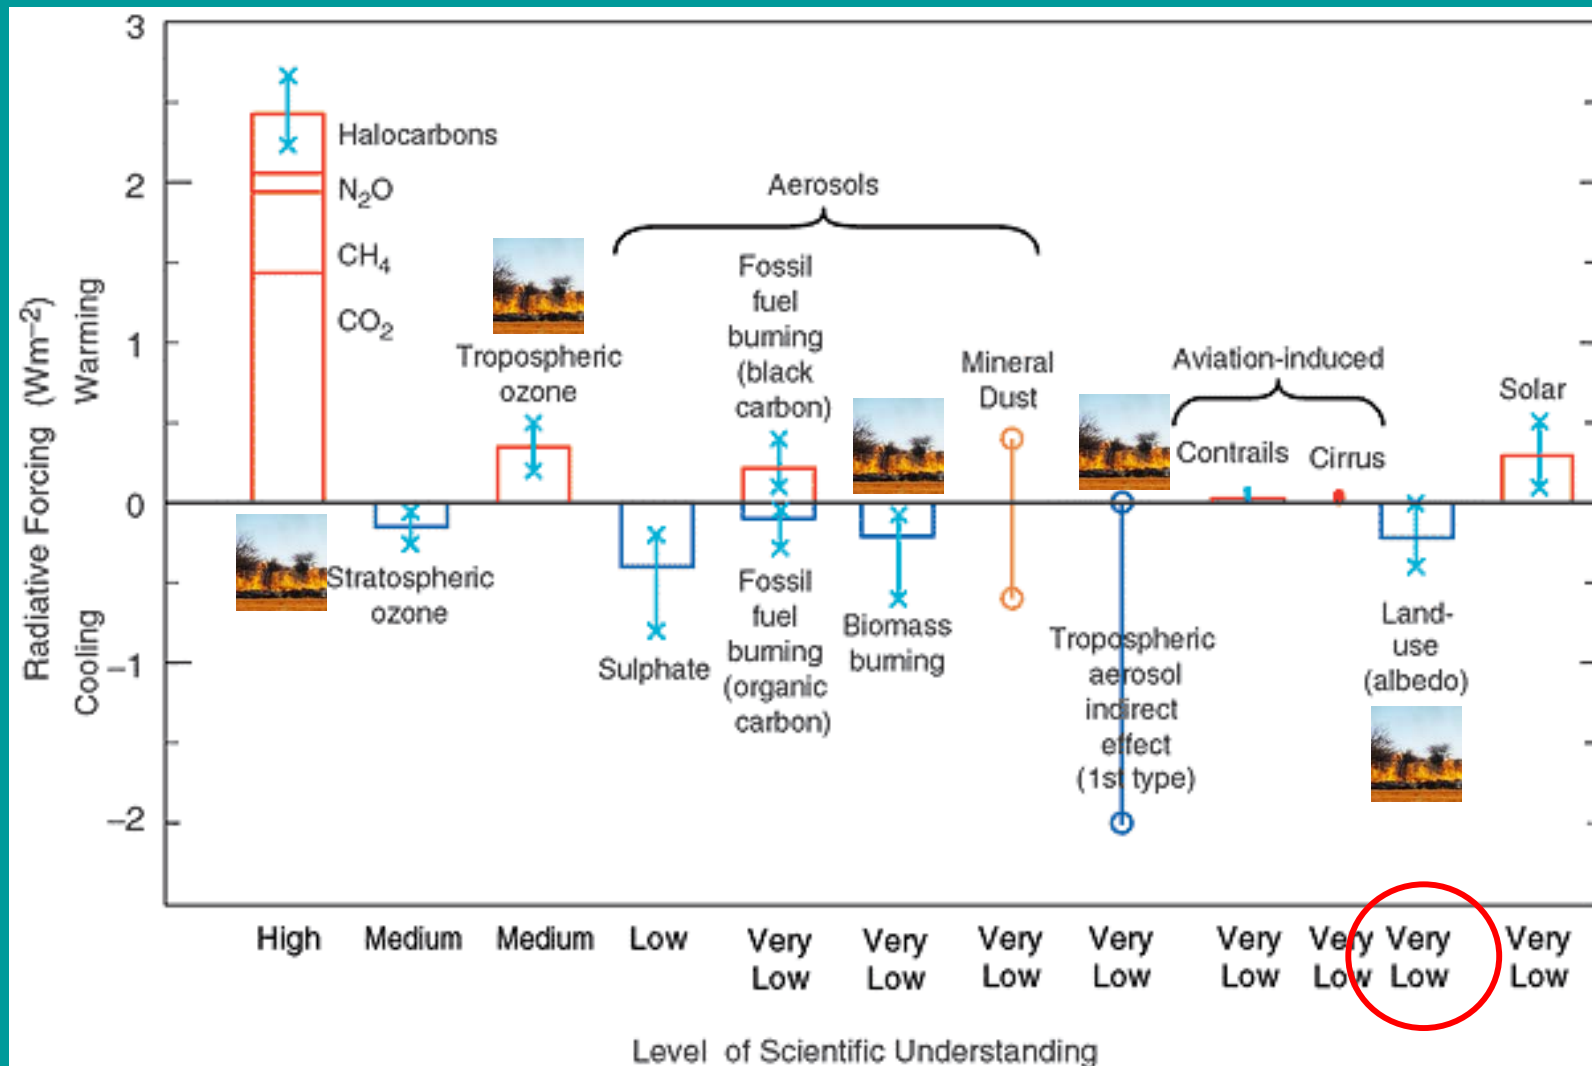 3
2
1
0
−1
−2
Radiative Forcing (Wm−2)
Warming
Cooling
Halocarbons
N2O
CH4
CO2
Stratospheric
ozone
Tropospheric
ozone
Aerosols
Sulphate
Fossil
fuel
burning
(black
carbon)
Fossil
fuel
burning
(organic
carbon)
Biomass
burning
Mineral
Dust
Tropospheric
aerosol
indirect
effect
(1st type)
Aviation-induced
Contrails
Cirrus
Land-
use
(albedo)
Solar
High
Medium
Medium
Low
Very
Low
Very
Low
Very
Low
Very
Low
Very
Low
Very
Low
Very
Low
Very
Low
Level of Scientific Understanding